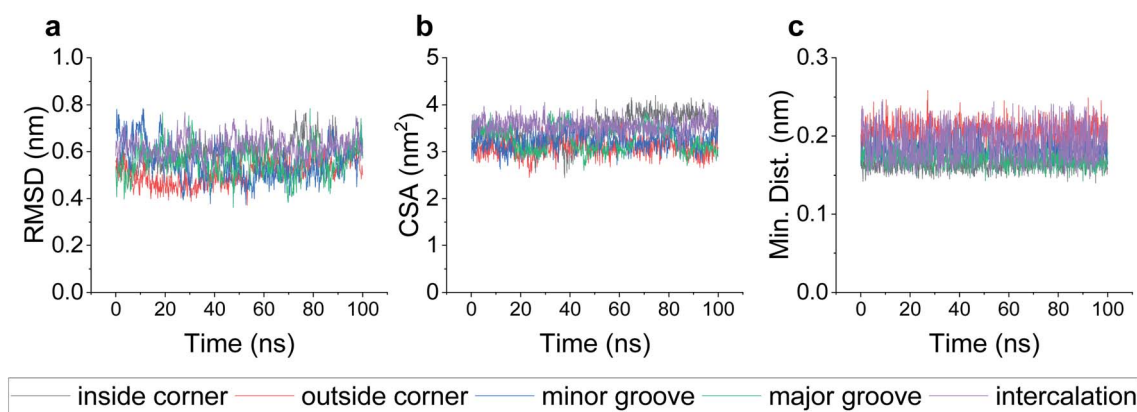 a
b
c
1.0
0.8
0.6
0.4
0.2
0.0
RMSD (nm)
0 20 40 60 80 100
Time (ns)
5
4
3
2
1
0
CSA (nm²)
0 20 40 60 80 100
Time (ns)
0.3
0.2
0.1
0.0
Min. Dist. (nm)
0 20 40 60 80 100
Time (ns)
inside corner outside corner minor groove major groove intercalation